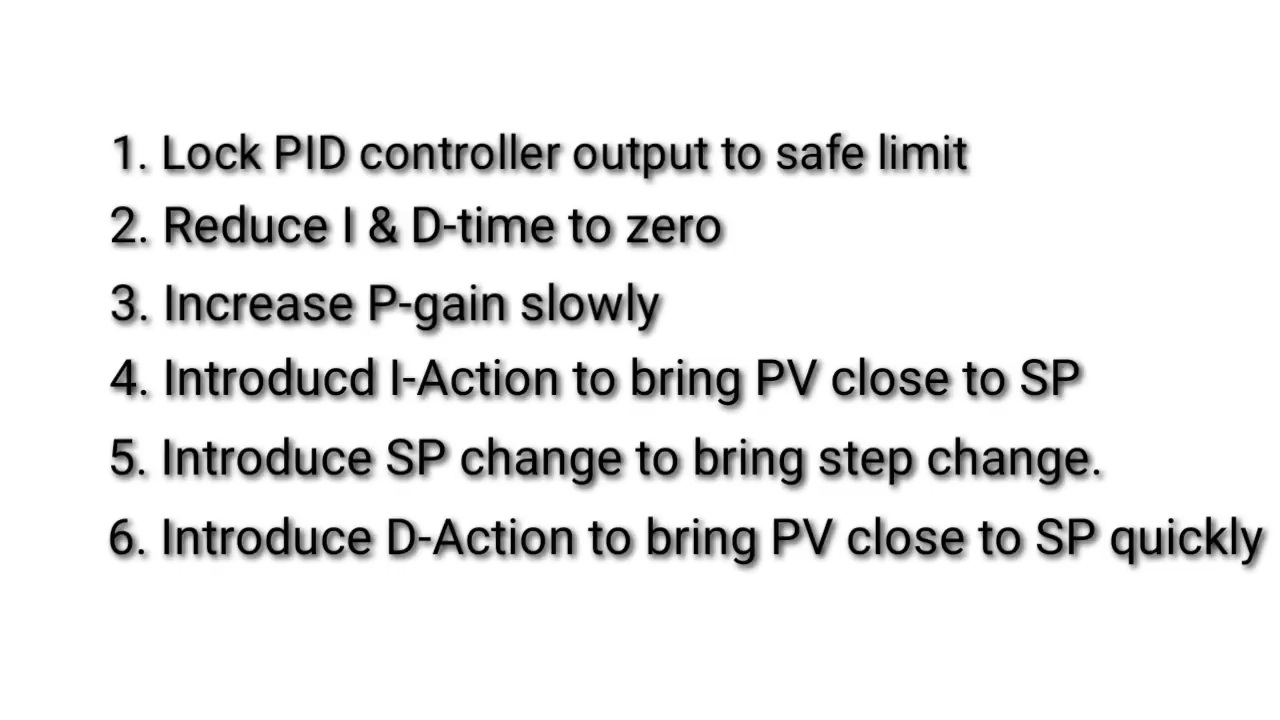 1. Lock PID controller output to safe limit
2. Reduce I & D-time to zero
3. Increase P-gain slowly
4. Introducd I-Action to bring PV close to SP
5. Introduce SP change to bring step change.
6. Introduce D-Action to bring PV close to SP quickly